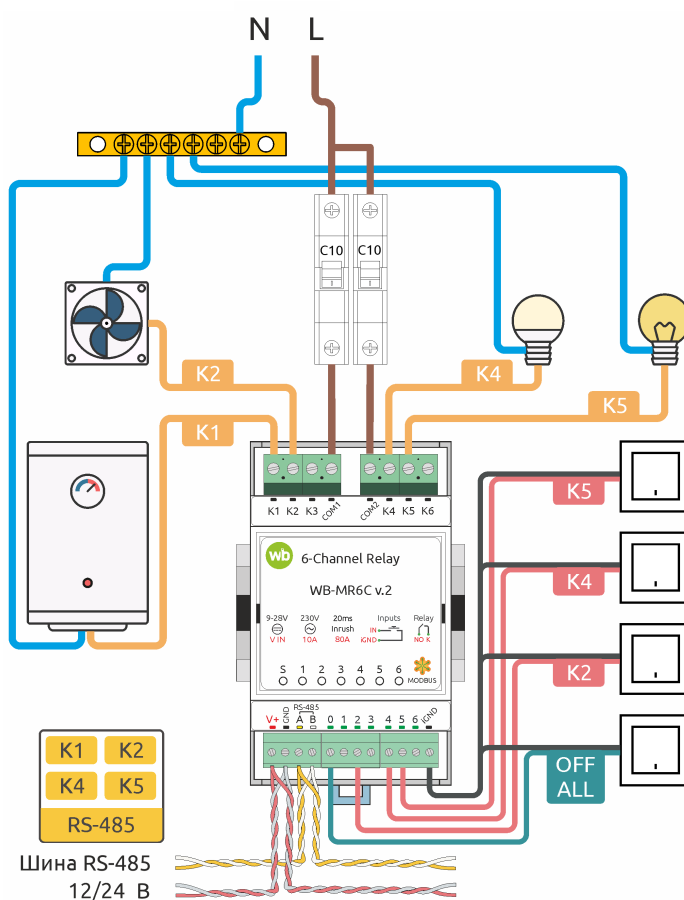 N L
C10 C10
K2
K4
K5
K1
K1 K2 K3 COM1 COM2 K4 K5 K6
K5
wb 6-Channel Relay
WB-MR6C v.2
K4
9-28V 230V 20ms Inputs Relay
Inrush IN
V IN 10A 80A iGND NO K
S 1 2 3 4 5 6
MODBUS
K2
RS-485
V+ GND A B 0 1 2 3 4 5 6 iGND
K1 K2
K4 K5
RS-485
OFF
ALL
Шина RS-485
12/24 В